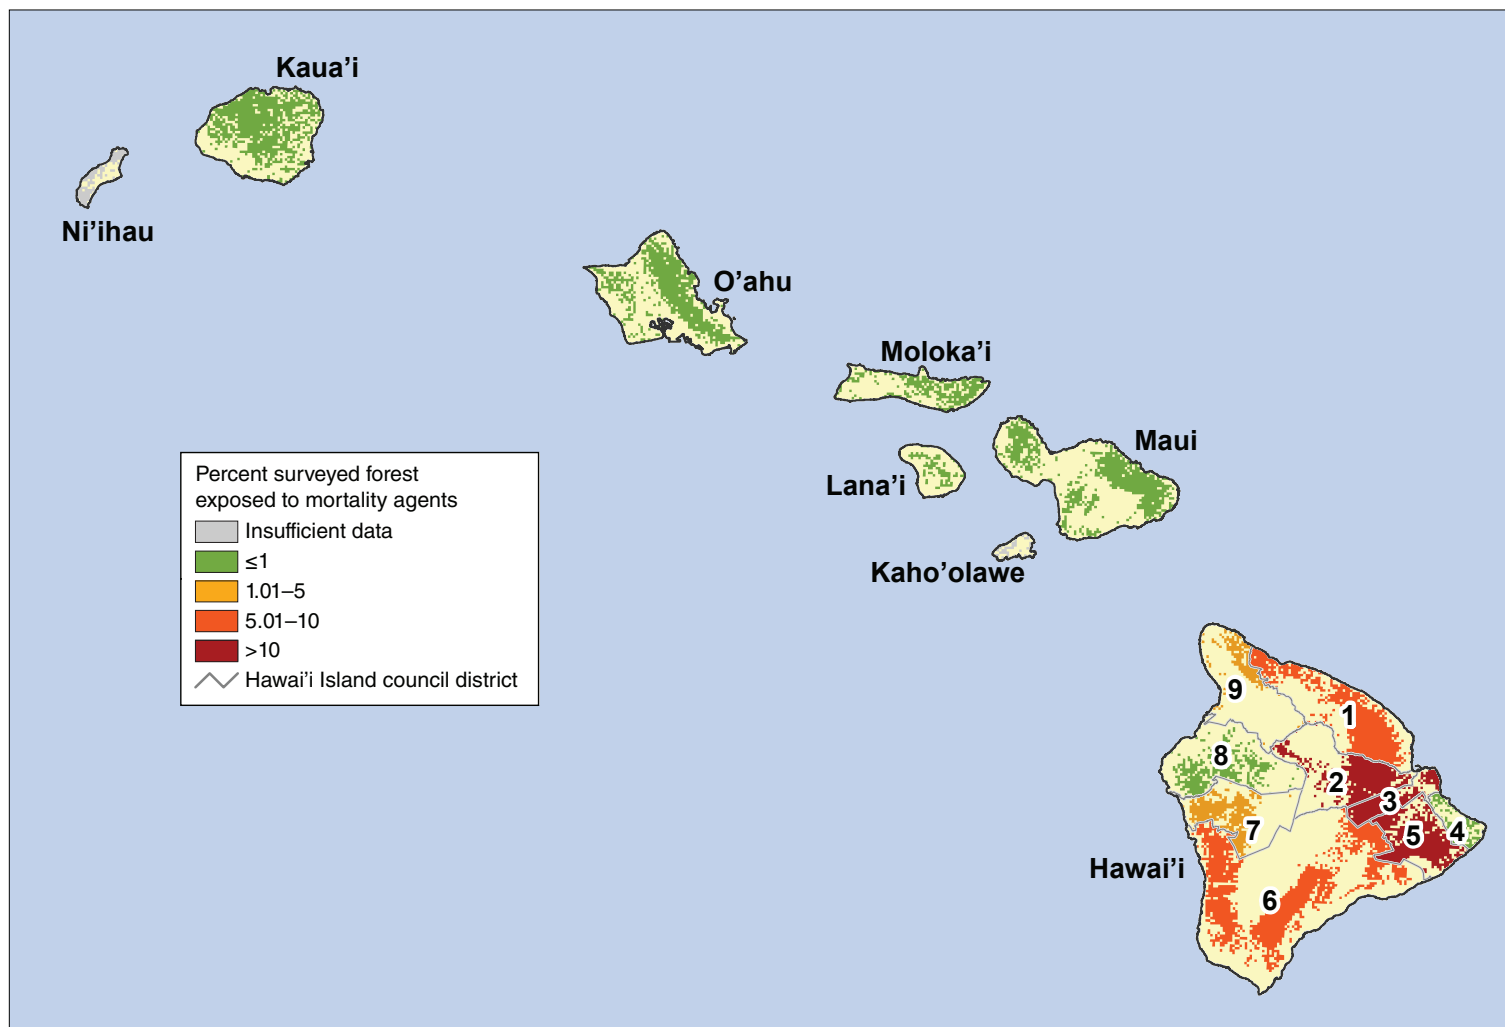 Kaua’i
Ni’ihau
O’ahu
Moloka’i
Maui
Lana’i
Kaho’olawe
Percent surveyed forest
exposed to mortality agents
Insufficient data
≤1
1.01–5
5.01–10
>10
Hawai’i Island council district
9
1
8
2
3
7
5
4
Hawai’i
6